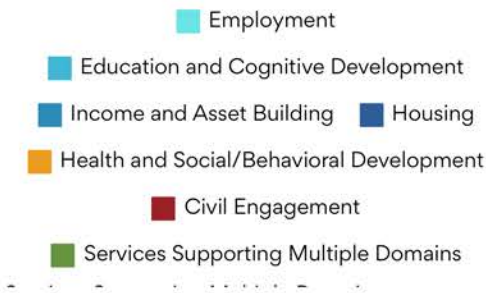 Employment
Education and Cognitive Development
Income and Asset Building Housing
Health and Social/Behavioral Development
Civil Engagement
Services Supporting Multiple Domains